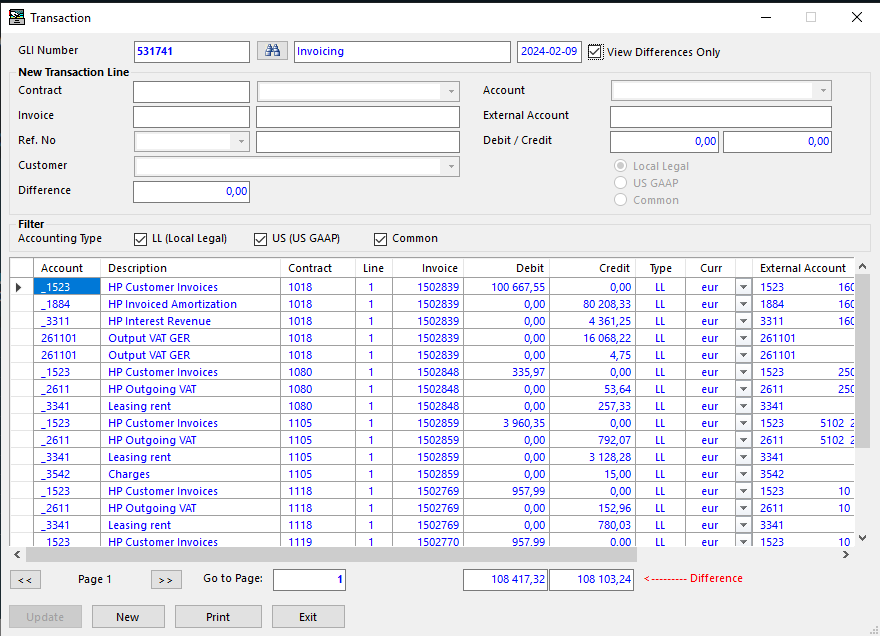 Transaction
GLI Number 531741 Invoicing 2024-02-09 View Differences Only
New Transaction Line
Contract Account
Invoice External Account
Ref. No Debit / Credit 0,00 0,00
Customer Local Legal
US GAAP
Difference 0,00 Common
Filter
Accounting Type LL (Local Legal) US (US GAAP) Common
Account Description Contract Line Invoice Debit Credit Type Curr External Account
_1523 HP Customer Invoices 1018 1 1502839 100 667,55 0,00 LL eur 1523 160
_1884 HP Invoiced Amortization 1018 1 1502839 0,00 80 208,33 LL eur 1884 160
_3311 HP Interest Revenue 1018 1 1502839 0,00 4 361,25 LL eur 3311 160
261101 Output VAT GER 1018 1 1502839 0,00 16 068,22 LL eur 261101
261101 Output VAT GER 1018 1 1502839 0,00 4,75 LL eur 261101
_1523 HP Customer Invoices 1080 1 1502848 335,97 0,00 LL eur 1523 250
_2611 HP Outgoing VAT 1080 1 1502848 0,00 53,64 LL eur 2611 250
_3341 Leasing rent 1080 1 1502848 0,00 257,33 LL eur 3341
_1523 HP Customer Invoices 1105 1 1502859 3 960,35 0,00 LL eur 1523 5102 2
_2611 HP Outgoing VAT 1105 1 1502859 0,00 792,07 LL eur 2611 5102 2
_3341 Leasing rent 1105 1 1502859 0,00 3 128,28 LL eur 3341
_3542 Charges 1105 1 1502859 0,00 15,00 LL eur 3542
_1523 HP Customer Invoices 1118 1 1502769 957,99 0,00 LL eur 1523 10
_2611 HP Outgoing VAT 1118 1 1502769 0,00 152,96 LL eur 2611 10
_3341 Leasing rent 1118 1 1502769 0,00 780,03 LL eur 3341
_1523 HP Customer Invoices 1119 1 1502770 957,99 0,00 LL eur 1523 10
<< Page 1 >> Go to Page: 1 108 417,32 108 103,24 <--------- Difference
Update New Print Exit